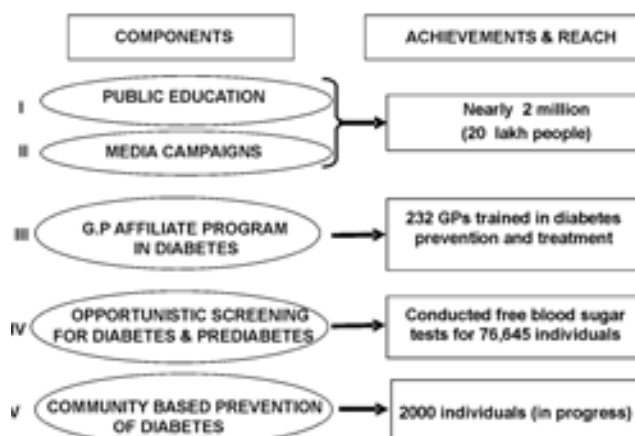 COMPONENTS
ACHIEVEMENTS & REACH
I
PUBLIC EDUCATION
II
MEDIA CAMPAIGNS
Nearly 2 million
(20 lakh people)
III
G.P AFFILIATE PROGRAM
IN DIABETES
232 GPs trained in diabetes
prevention and treatment
IV
OPPORTUNISTIC SCREENING
FOR DIABETES & PREDIABETES
Conducted free blood sugar
tests for 76,645 individuals
V
COMMUNITY BASED PREVENTION
OF DIABETES
2000 individuals (in progress)